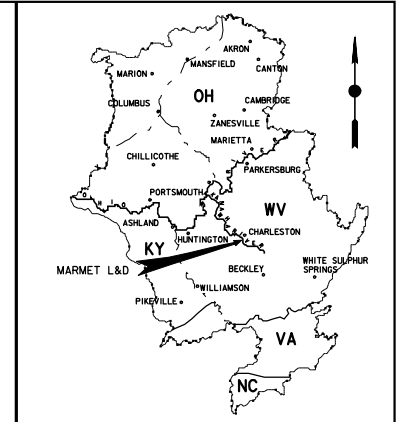 AKRON
MANSFIELD
CANTON
MARION
OH
COLUMBUS
CAMBRIDGE
ZANESVILLE
MARIETTA
CHILLICOTHE
PARKERSBURG
PORTSMOUTH
OHIO
WV
ASHLAND
CHARLESTON
HUNTINGTON
KY
MARMET L&D
BECKLEY
WHITE SULPHUR
SPRINGS
WILLIAMSON
PIKEVILLE
VA
NC